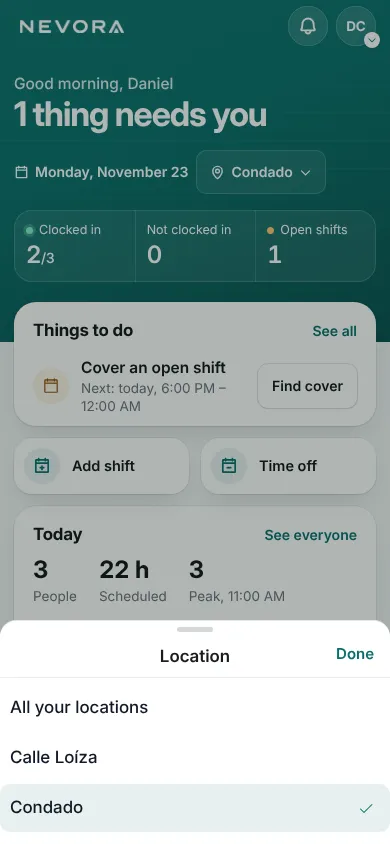 NEVORA
DC
Good morning, Daniel
1 thing needs you
Monday, November 23
Condado
Clocked in
Not clocked in
Open shifts
2/3
0
1
Things to do
See all
Cover an open shift
Next: today, 6:00 PM –
12:00 AM
Find cover
Add shift
Time off
Today
See everyone
3
22 h
3
People
Scheduled
Peak, 11:00 AM
Location
Done
All your locations
Calle Loíza
Condado